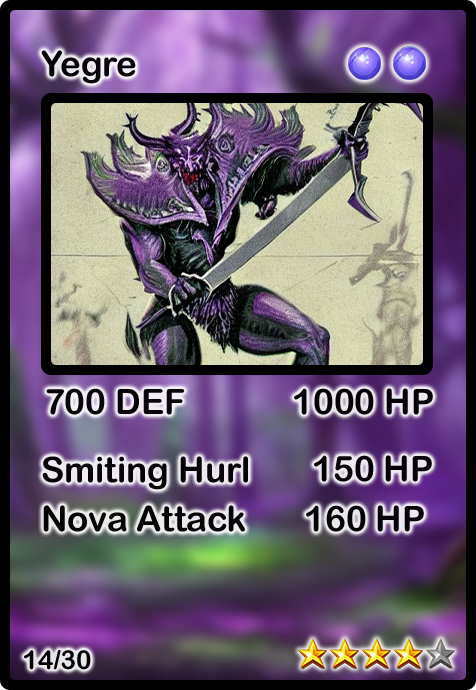 Yegre
700 DEF 1000 HP
Smiting Hurl 150 HP
Nova Attack 160 HP
14/30